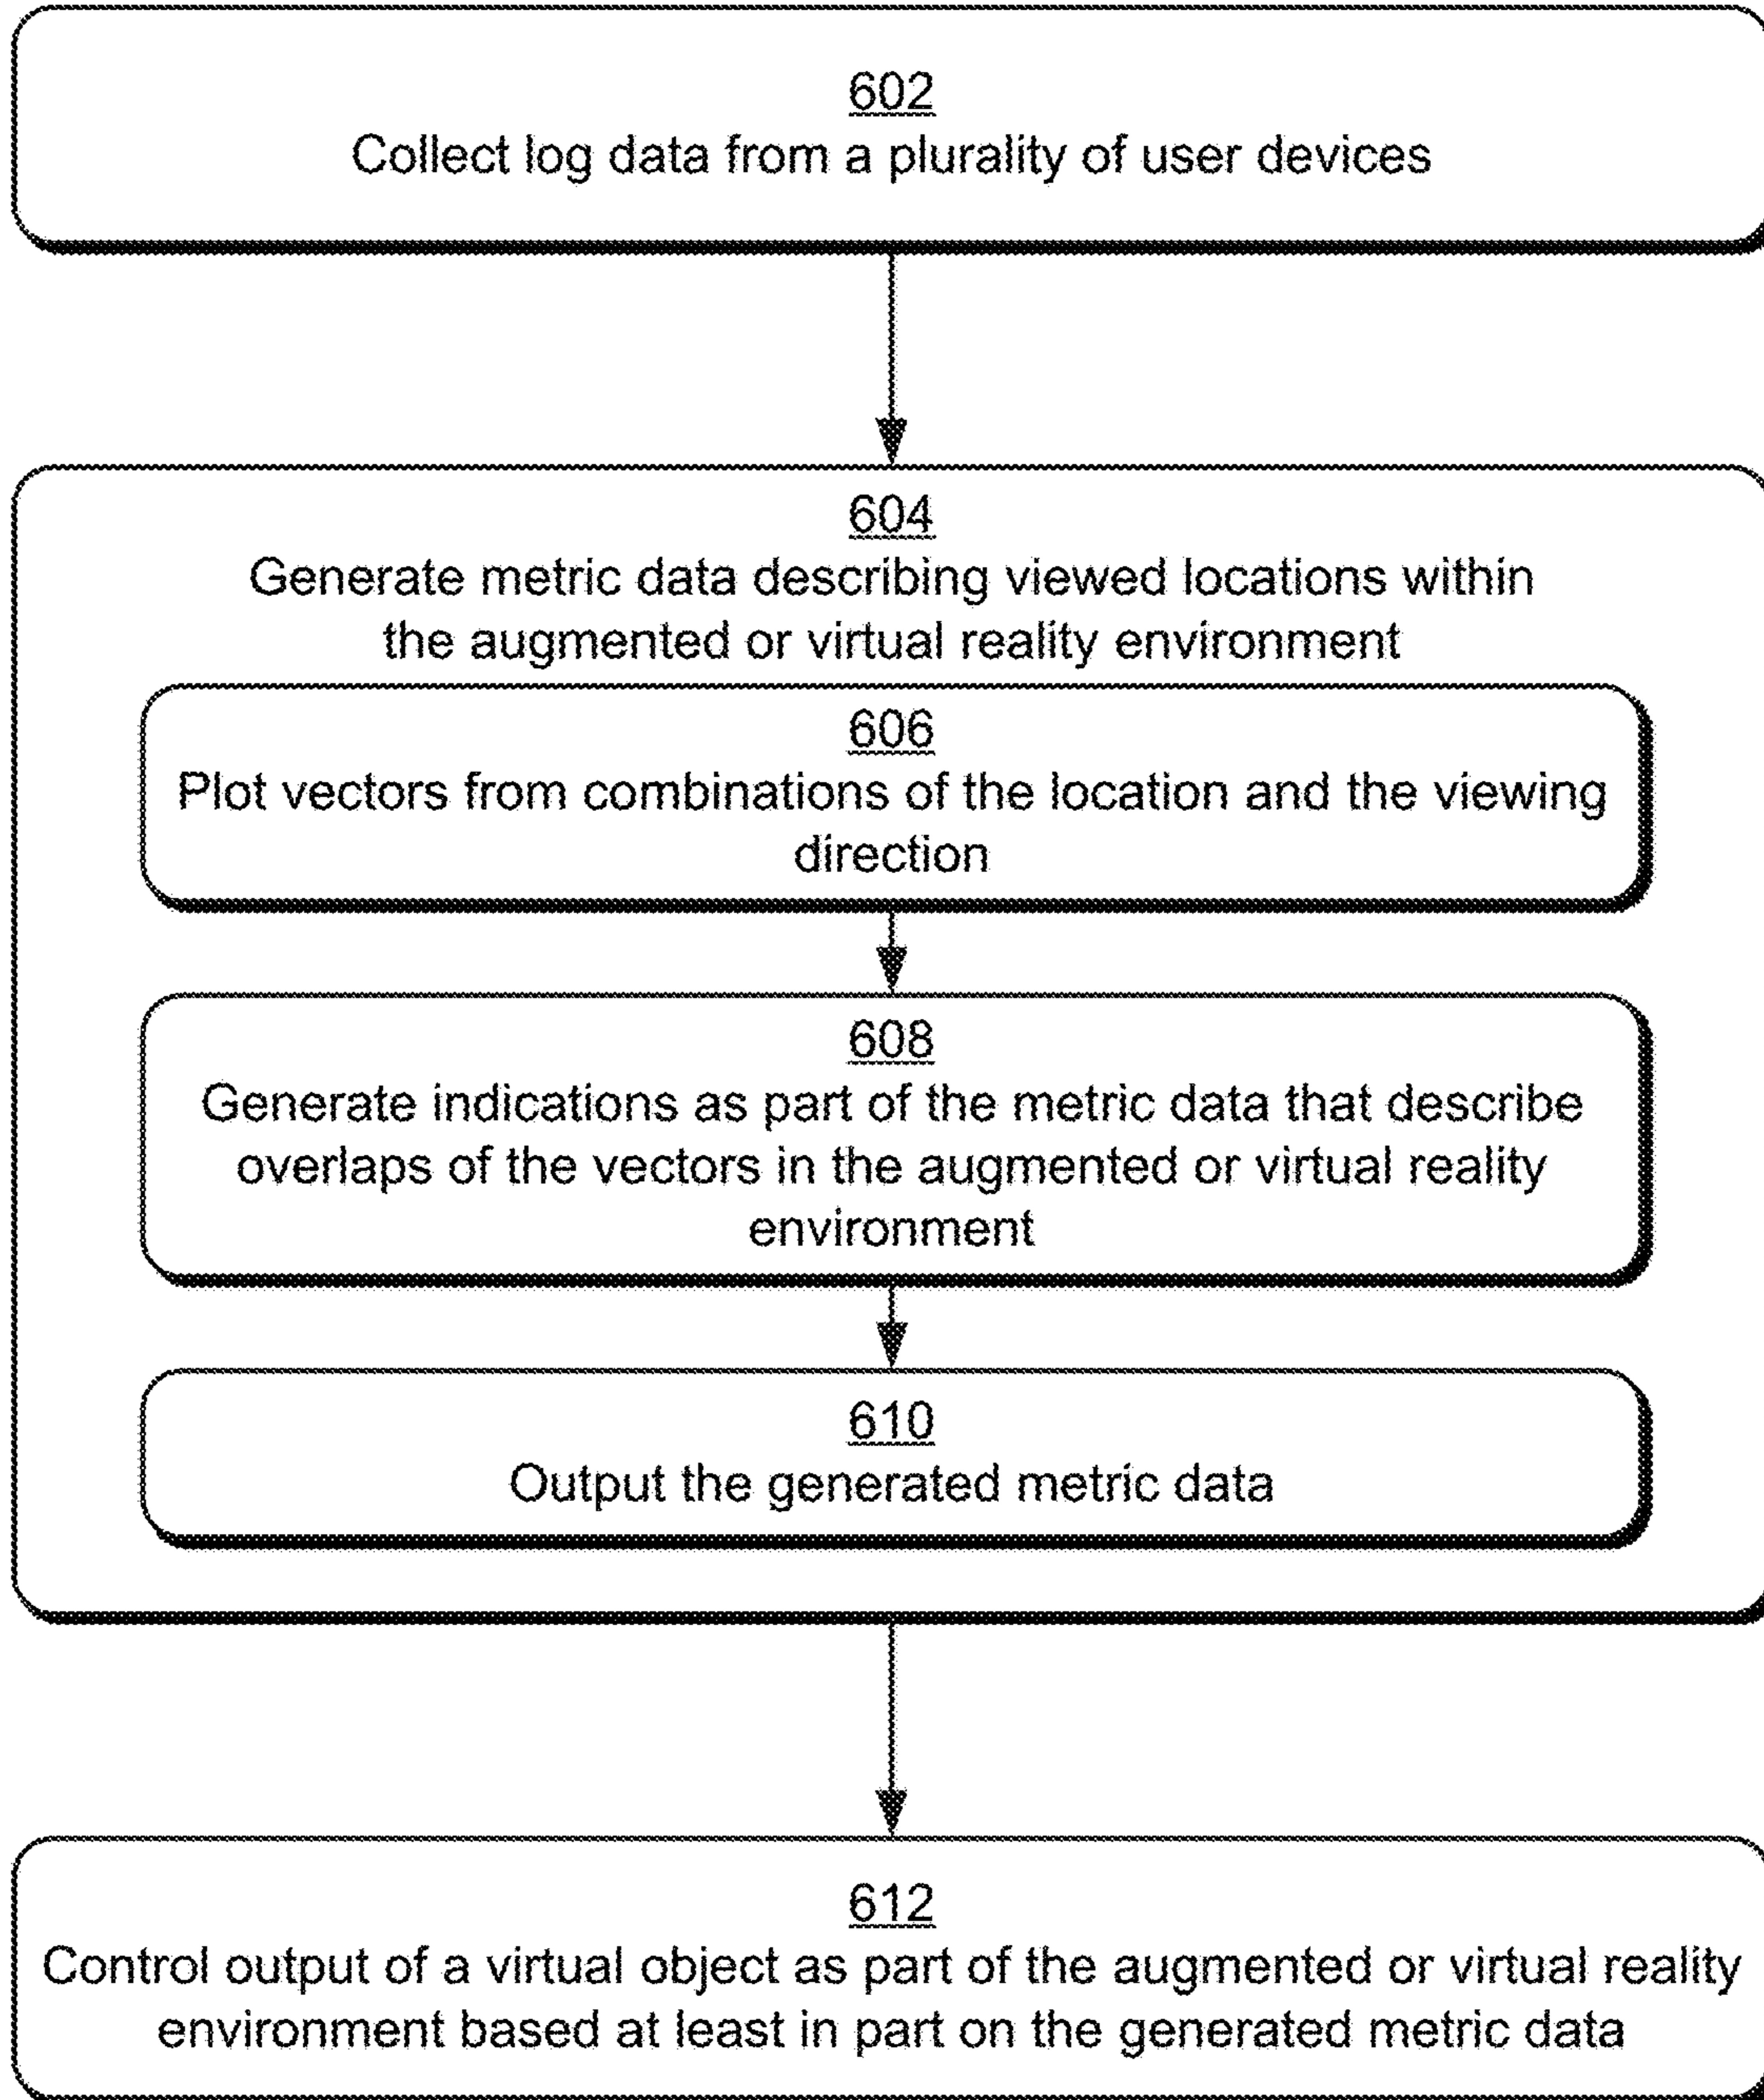 602
Collect log data from a plurality of user devices
604
Generate metric data describing viewed locations within
the augmented or virtual reality environment
606
Plot vectors from combinations of the location and the viewing
direction
608
Generate indications as part of the metric data that describe
overlaps of the vectors in the augmented or virtual reality
environment
610
Output the generated metric data
612
Control output of a virtual object as part of the augmented or virtual reality
environment based at least in part on the generated metric data